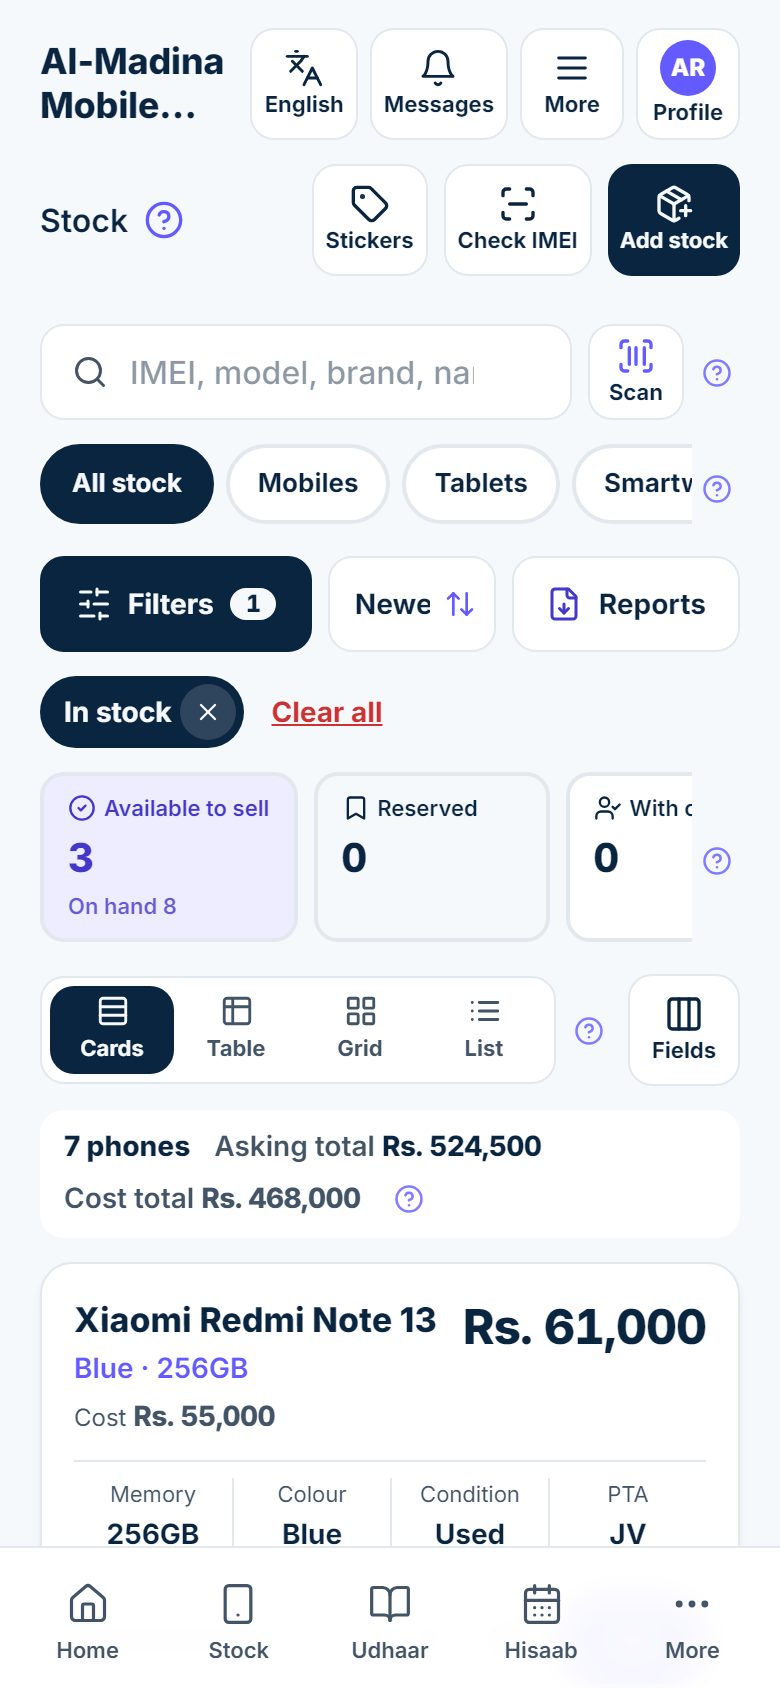 Al-Madina Mobile...
English
Messages
More
AR
Profile
Stock
Stickers
Check IMEI
Add stock
IMEI, model, brand, nar
Scan
All stock
Mobiles
Tablets
Smartw
Filters 1
Newe
Reports
In stock
Clear all
Available to sell
3
On hand 8
Reserved
0
With c
0
Cards
Table
Grid
List
Fields
7 phones Asking total Rs. 524,500
Cost total Rs. 468,000
Xiaomi Redmi Note 13 Rs. 61,000
Blue · 256GB
Cost Rs. 55,000
Memory Colour Condition PTA
256GB Blue Used JV
Home Stock Udhaar Hisaab More